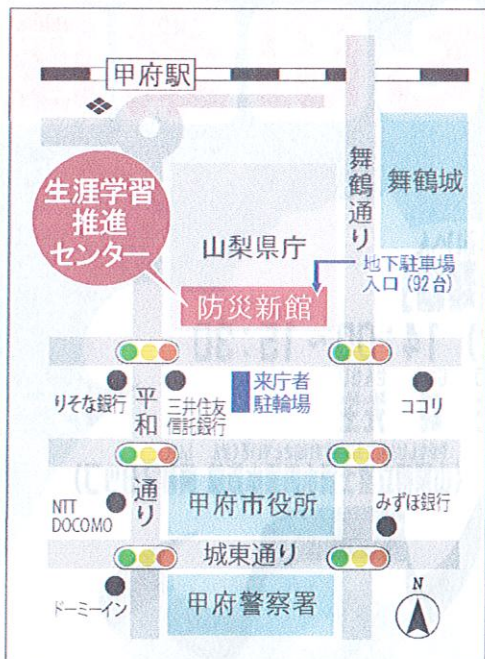 甲府駅
舞鶴通り
舞鶴城
生涯学習
推進
センター
山梨県庁
地下駐車場
入口（92台）
防災新館
りそな銀行
平和通り
三井住友
信託銀行
来庁者
駐輪場
ココリ
NTT
DOCOMO
甲府市役所
みずほ銀行
城東通り
ドーミーイン
甲府警察署
N